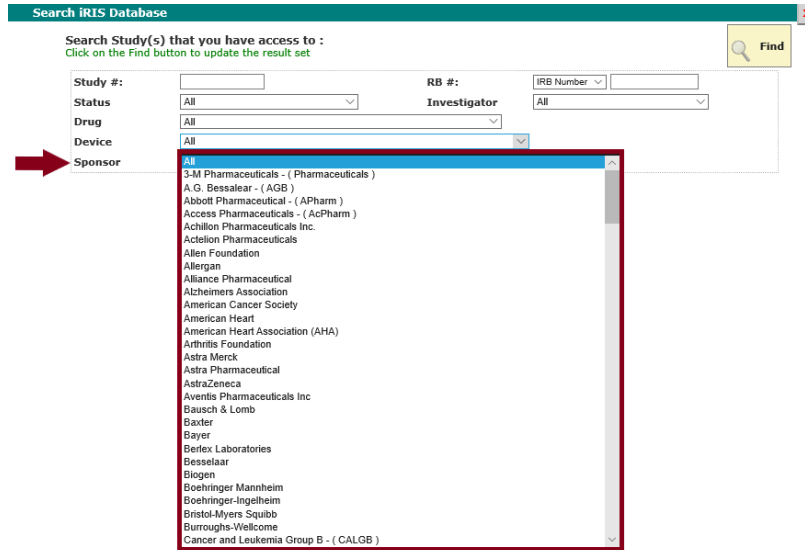 Search iRIS Database
Search Study(s) that you have access to :
Click on the Find button to update the result set
Find
Study #:
RB #: IRB Number
Status All Investigator All
Drug All
Device All
Sponsor All
3-M Pharmaceuticals - ( Pharmaceuticals )
A.G. Bessalear - ( AGB )
Abbott Pharmaceutical - ( APharm )
Access Pharmaceuticals - ( AcPharm )
Achillon Pharmaceuticals Inc.
Actelion Pharmaceuticals
Allen Foundation
Allergan
Alliance Pharmaceutical
Alzheimers Association
American Cancer Society
American Heart
American Heart Association (AHA)
Arthritis Foundation
Astra Merck
Astra Pharmaceutical
AstraZeneca
Aventis Pharmaceuticals Inc
Bausch & Lomb
Baxter
Bayer
Berlex Laboratories
Besselaar
Biogen
Boehringer Mannheim
Boehringer-Ingelheim
Bristol-Myers Squibb
Burroughs-Wellcome
Cancer and Leukemia Group B - ( CALGB )